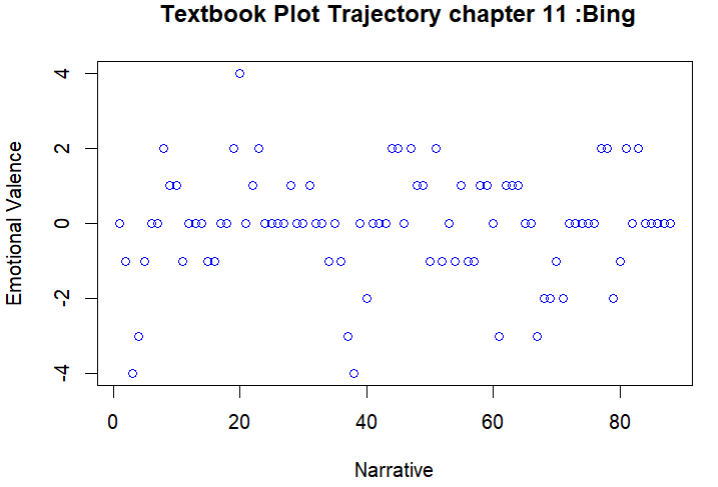 Textbook Plot Trajectory chapter 11 :Bing
Emotional Valence
4
2
0
-2
-4
0 20 40 60 80
Narrative